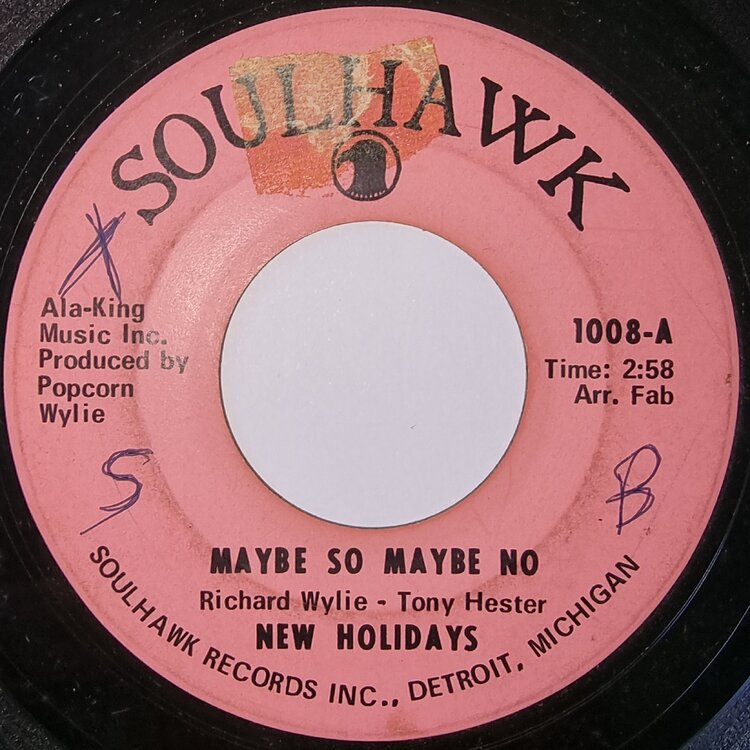 SOULHAWK
X
Ala-King
Music Inc.
Produced by
Popcorn
Wylie
1008-A
Time: 2:58
Arr. Fab
S
B
MAYBE SO MAYBE NO
Richard Wylie - Tony Hester
NEW HOLIDAYS
SOULHAWK RECORDS INC., DETROIT, MICHIGAN